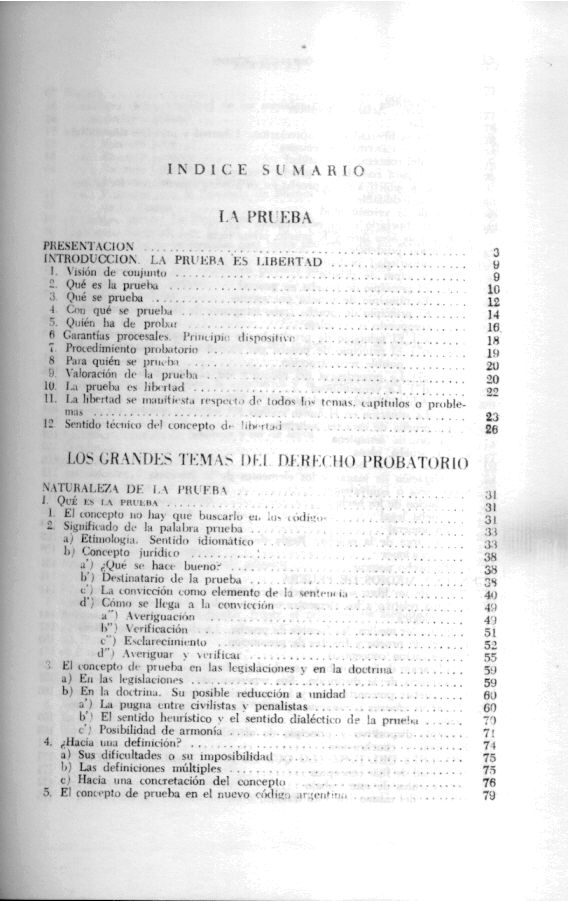 INDICE SUMARIO
LA PRUEBA
PRESENTACION 3
INTRODUCCION. LA PRUEBA ES LIBERTAD 9
1. Visión de conjunto 9
2. Qué es la prueba 10
3. Qué se prueba 12
4. Con qué se prueba 14
5. Quién ha de probar 16
6 Garantías procesales. Principio dispositivo 18
7. Procedimiento probatorio 19
8 Para quién se prueba 20
9. Valoración de la prueba 20
10. La prueba es libertad 22
11. La libertad se manifiesta respecto de todos los temas, capítulos o proble-
mas 23
12 Sentido técnico del concepto de libertad 26
LOS GRANDES TEMAS DEL DERECHO PROBATORIO
NATURALEZA DE LA PRUEBA 31
I. QUÉ ES LA PRUEBA 31
1. El concepto no hay que buscarlo en los códigos 31
2. Significado de la palabra prueba 33
a) Etimología. Sentido idiomático 33
b) Concepto jurídico 38
a') ¿Qué se hace bueno? 38
b') Destinatario de la prueba 38
c') La convicción como elemento de la sentencia 40
d') Cómo se llega a la convicción 49
a'') Averiguación 49
b'') Verificación 51
c'') Esclarecimiento 52
d'') Averiguar y verificar 55
3. El concepto de prueba en las legislaciones y en la doctrina 59
a) En las legislaciones 59
b) En la doctrina. Su posible reducción a unidad 60
a') La pugna entre civilistas y penalistas 60
b') El sentido heurístico y el sentido dialéctico de la prueba 70
c') Posibilidad de armonía 71
4. ¿Hacia una definición? 74
a) Sus dificultades o su imposibilidad 75
b) Las definiciones múltiples 75
c) Hacia una concretación del concepto 76
5. El concepto de prueba en el nuevo código argentino 79